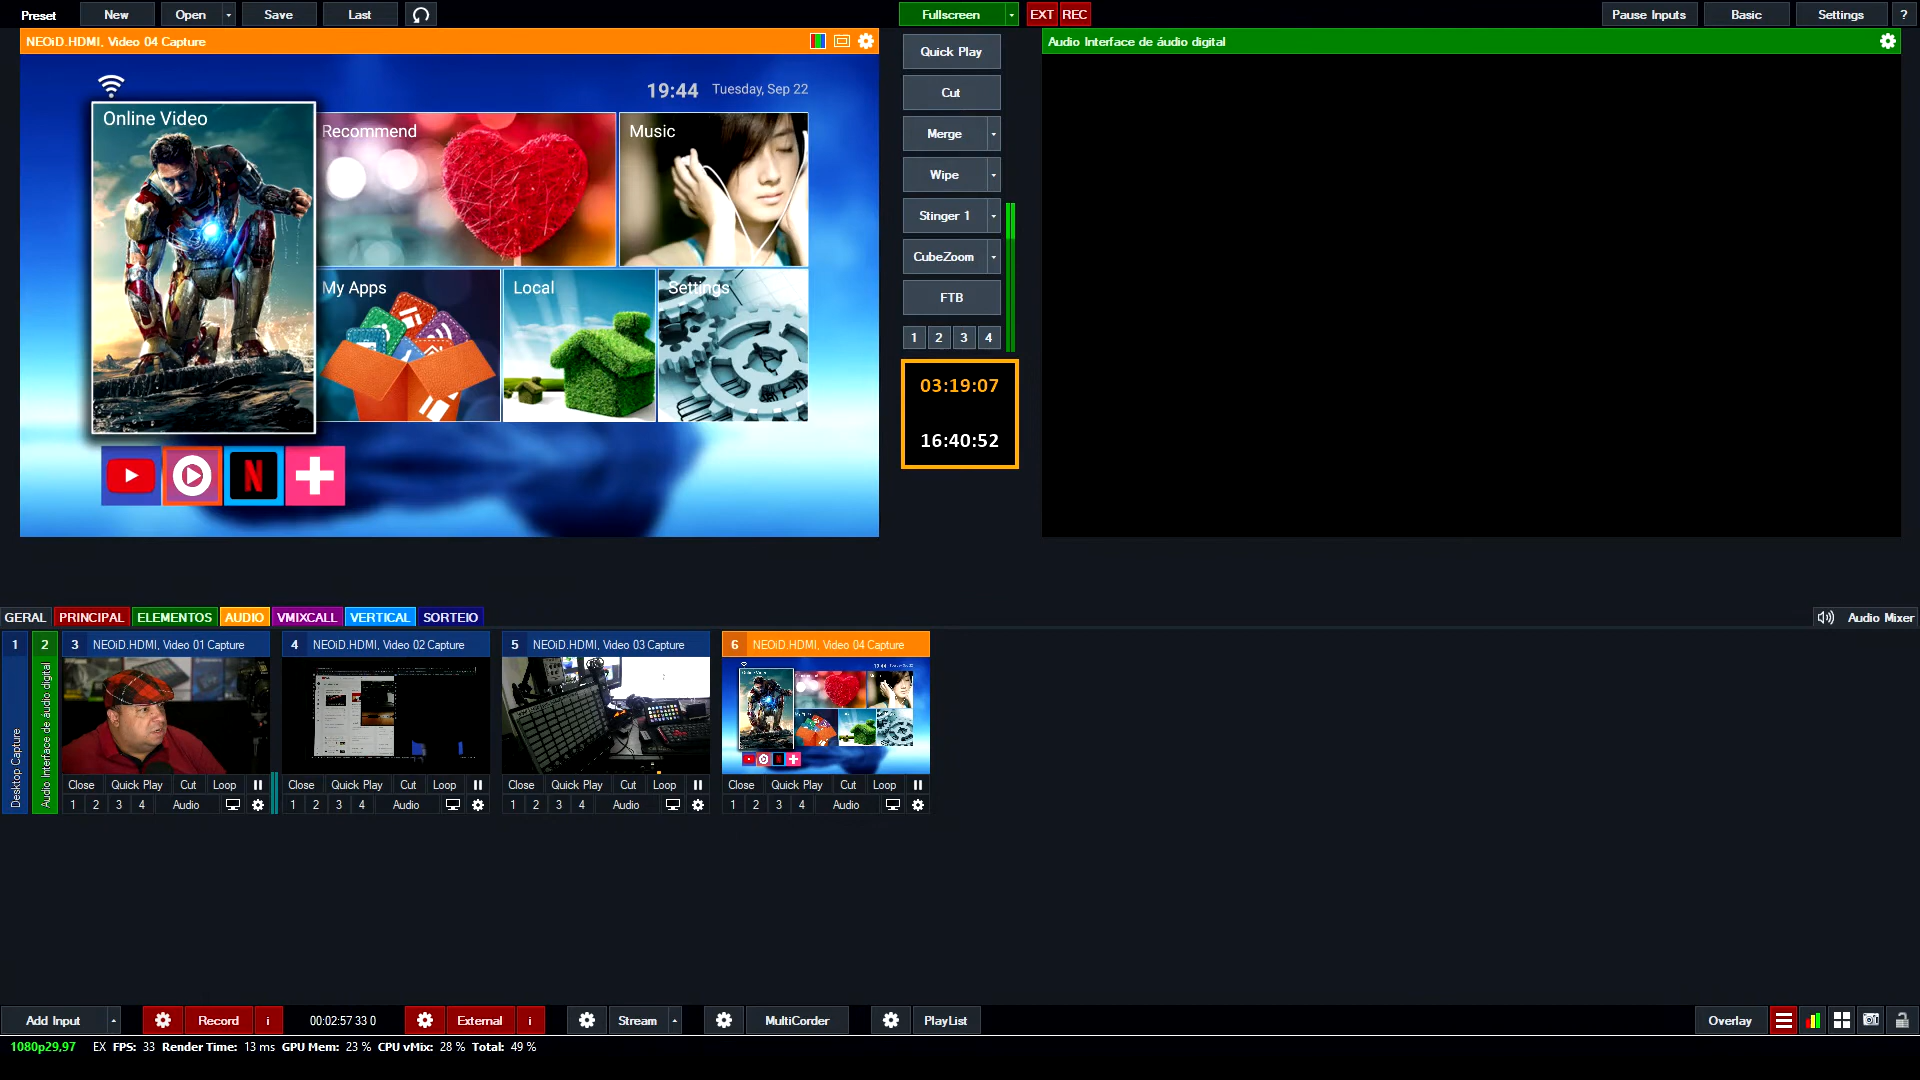 Preset New Open Save Last Fullscreen EXT REC Pause Inputs Basic Settings ?
NEOiD.HDMI, Video 04 Capture
19:44 Tuesday, Sep 22
Online Video
Recommend
Music
My Apps
Local
Settings
N
Quick Play
Cut
Merge
Wipe
Stinger 1
CubeZoom
FTB
1 2 3 4
03:19:07
16:40:52
Audio Interface de áudio digital
GERAL PRINCIPAL ELEMENTOS AUDIO VMIXCALL VERTICAL SORTEIO Audio Mixer
1 Desktop Capture
2 Audio Interface de áudio digital
3 NEOiD.HDMI, Video 01 Capture
Close Quick Play Cut Loop
1 2 3 4 Audio
4 NEOiD.HDMI, Video 02 Capture
Close Quick Play Cut Loop
1 2 3 4 Audio
5 NEOiD.HDMI, Video 03 Capture
Close Quick Play Cut Loop
1 2 3 4 Audio
6 NEOiD.HDMI, Video 04 Capture
Close Quick Play Cut Loop
1 2 3 4 Audio
Add Input Record i 00:02:57 33 0 External i Stream MultiCorder PlayList Overlay
1080p29,97 EX FPS: 33 Render Time: 13 ms GPU Mem: 23 % CPU vMix: 28 % Total: 49 %